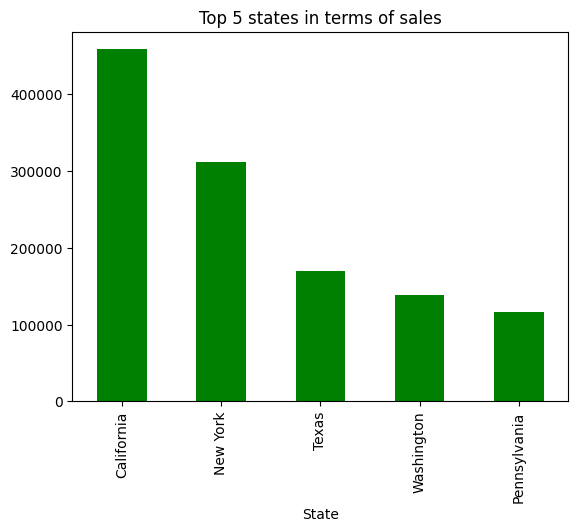 Top 5 states in terms of sales
400000
300000
200000
100000
0
California
New York
Texas
Washington
Pennsylvania
State